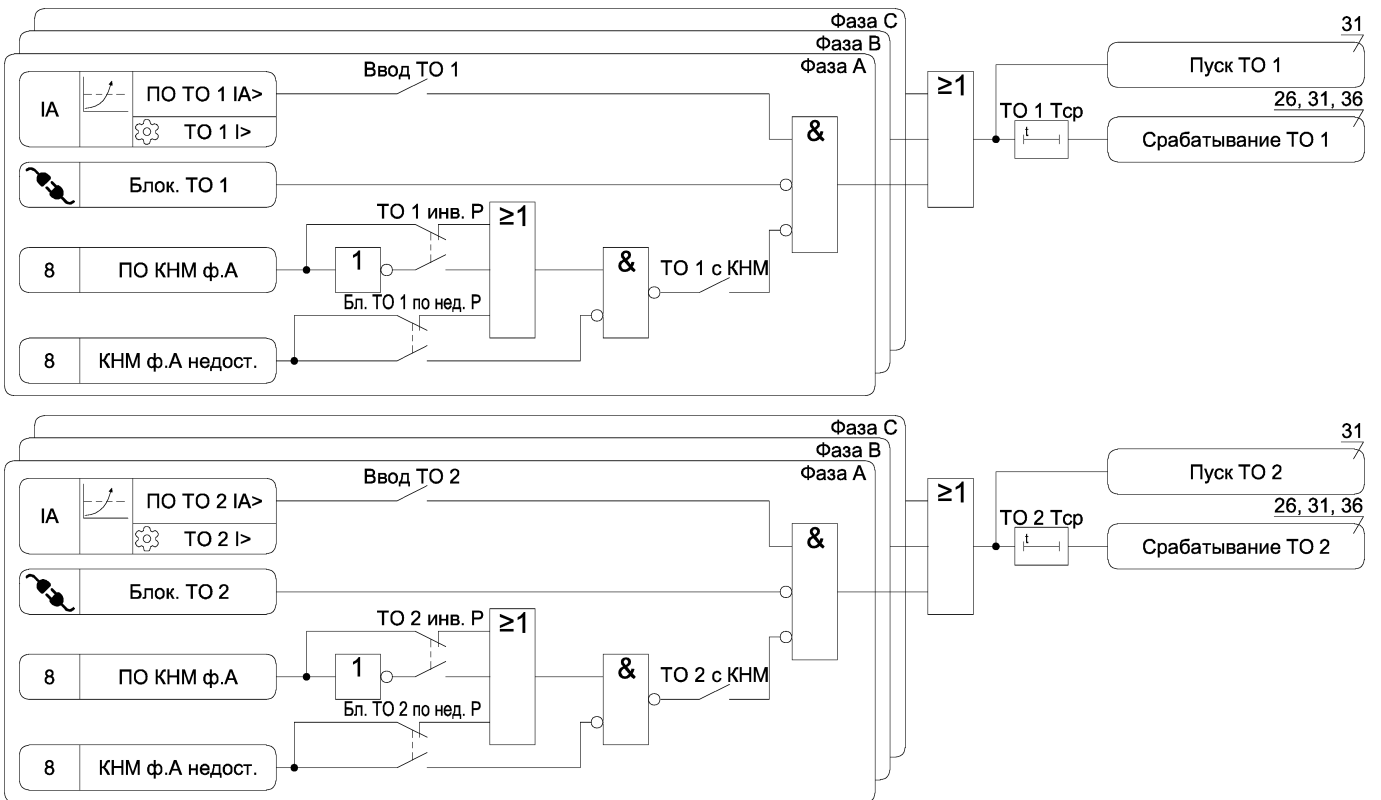 Фаза C
Фаза B
Фаза А
31
Ввод ТО 1
IA
ПО ТО 1 IA>
ТО 1 I>
≥1
Пуск ТО 1
26, 31, 36
ТО 1 Тср
t
Срабатывание ТО 1
&
Блок. ТО 1
ТО 1 инв. Р
≥1
8
ПО КНМ ф.А
1
&
ТО 1 с КНМ
Бл. ТО 1 по нед. Р
8
КНМ ф.А недост.
Фаза C
Фаза B
Фаза А
31
Ввод ТО 2
IA
ПО ТО 2 IA>
ТО 2 I>
≥1
Пуск ТО 2
26, 31, 36
ТО 2 Тср
t
Срабатывание ТО 2
&
Блок. ТО 2
ТО 2 инв. Р
≥1
8
ПО КНМ ф.А
1
&
ТО 2 с КНМ
Бл. ТО 2 по нед. Р
8
КНМ ф.А недост.